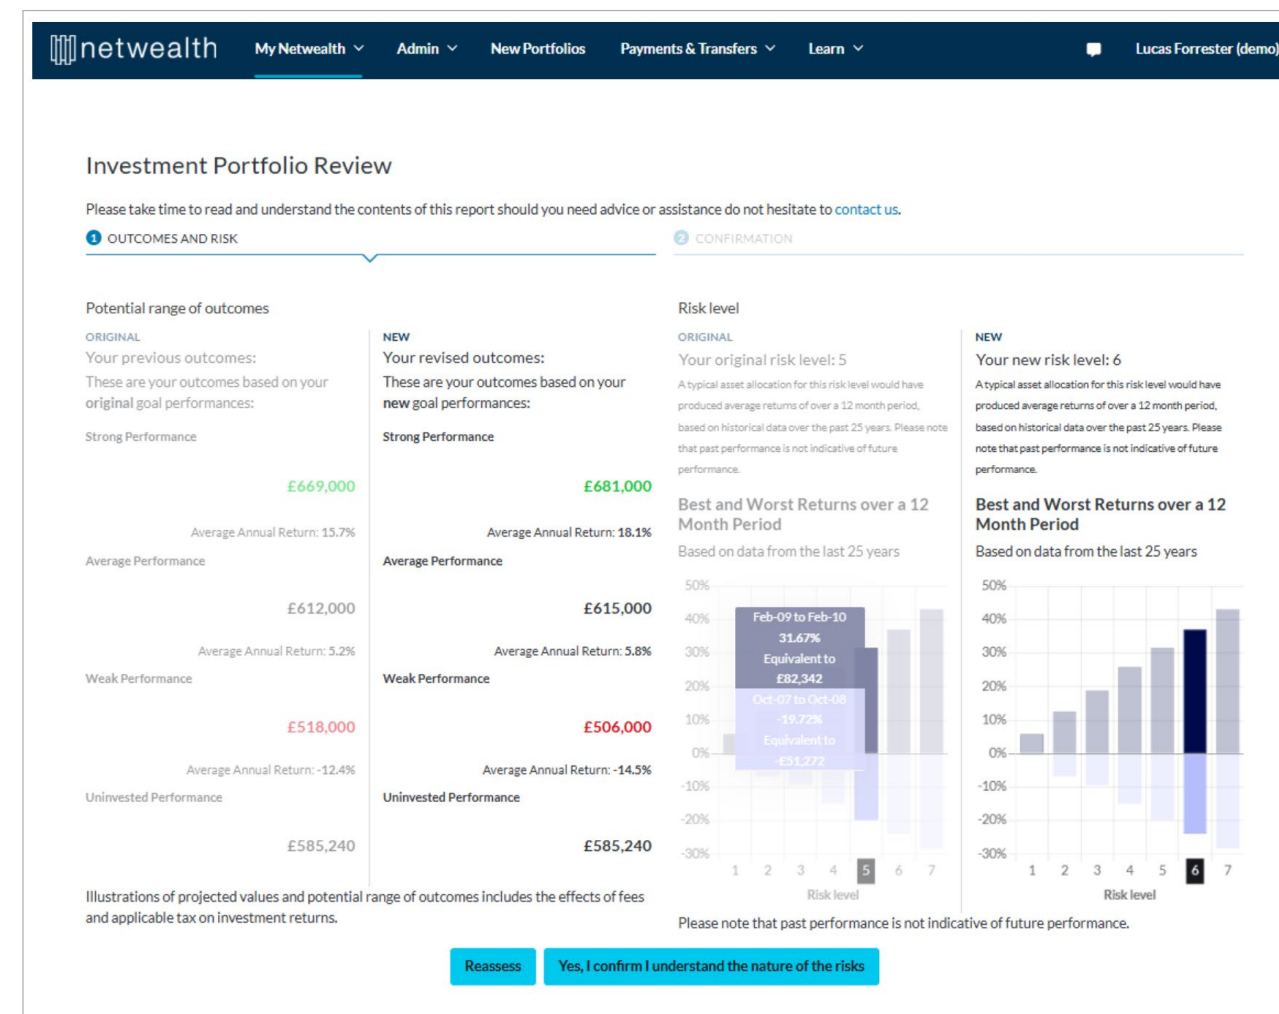 netwealth
My Netwealth
Admin
New Portfolios
Payments & Transfers
Learn
Lucas Forrester (demo)
Investment Portfolio Review
Please take time to read and understand the contents of this report should you need advice or assistance do not hesitate to contact us.
1 OUTCOMES AND RISK
2 CONFIRMATION
Potential range of outcomes
ORIGINAL
Your previous outcomes:
These are your outcomes based on your
original goal performances:
Strong Performance
£669,000
Average Annual Return: 15.7%
Average Performance
£612,000
Average Annual Return: 5.2%
Weak Performance
£518,000
Average Annual Return: -12.4%
Uninvested Performance
£585,240
NEW
Your revised outcomes:
These are your outcomes based on your
new goal performances:
Strong Performance
£681,000
Average Annual Return: 18.1%
Average Performance
£615,000
Average Annual Return: 5.8%
Weak Performance
£506,000
Average Annual Return: -14.5%
Uninvested Performance
£585,240
Illustrations of projected values and potential range of outcomes includes the effects of fees
and applicable tax on investment returns.
Risk level
ORIGINAL
Your original risk level: 5
A typical asset allocation for this risk level would have
produced average returns of over a 12 month period,
based on historical data over the past 25 years. Please note
that past performance is not indicative of future
performance.
Best and Worst Returns over a 12
Month Period
Based on data from the last 25 years
50%
40%
30%
20%
10%
0%
-10%
-20%
-30%
Feb-09 to Feb-10
31.67%
Equivalent to
£82,342
Oct-07 to Oct-08
-19.72%
Equivalent to
-£51,272
1 2 3 4 5 6 7
Risk level
NEW
Your new risk level: 6
A typical asset allocation for this risk level would have
produced average returns of over a 12 month period,
based on historical data over the past 25 years. Please
note that past performance is not indicative of future
performance.
Best and Worst Returns over a 12
Month Period
Based on data from the last 25 years
50%
40%
30%
20%
10%
0%
-10%
-20%
-30%
1 2 3 4 5 6 7
Risk level
Please note that past performance is not indicative of future performance.
Reassess
Yes, I confirm I understand the nature of the risks